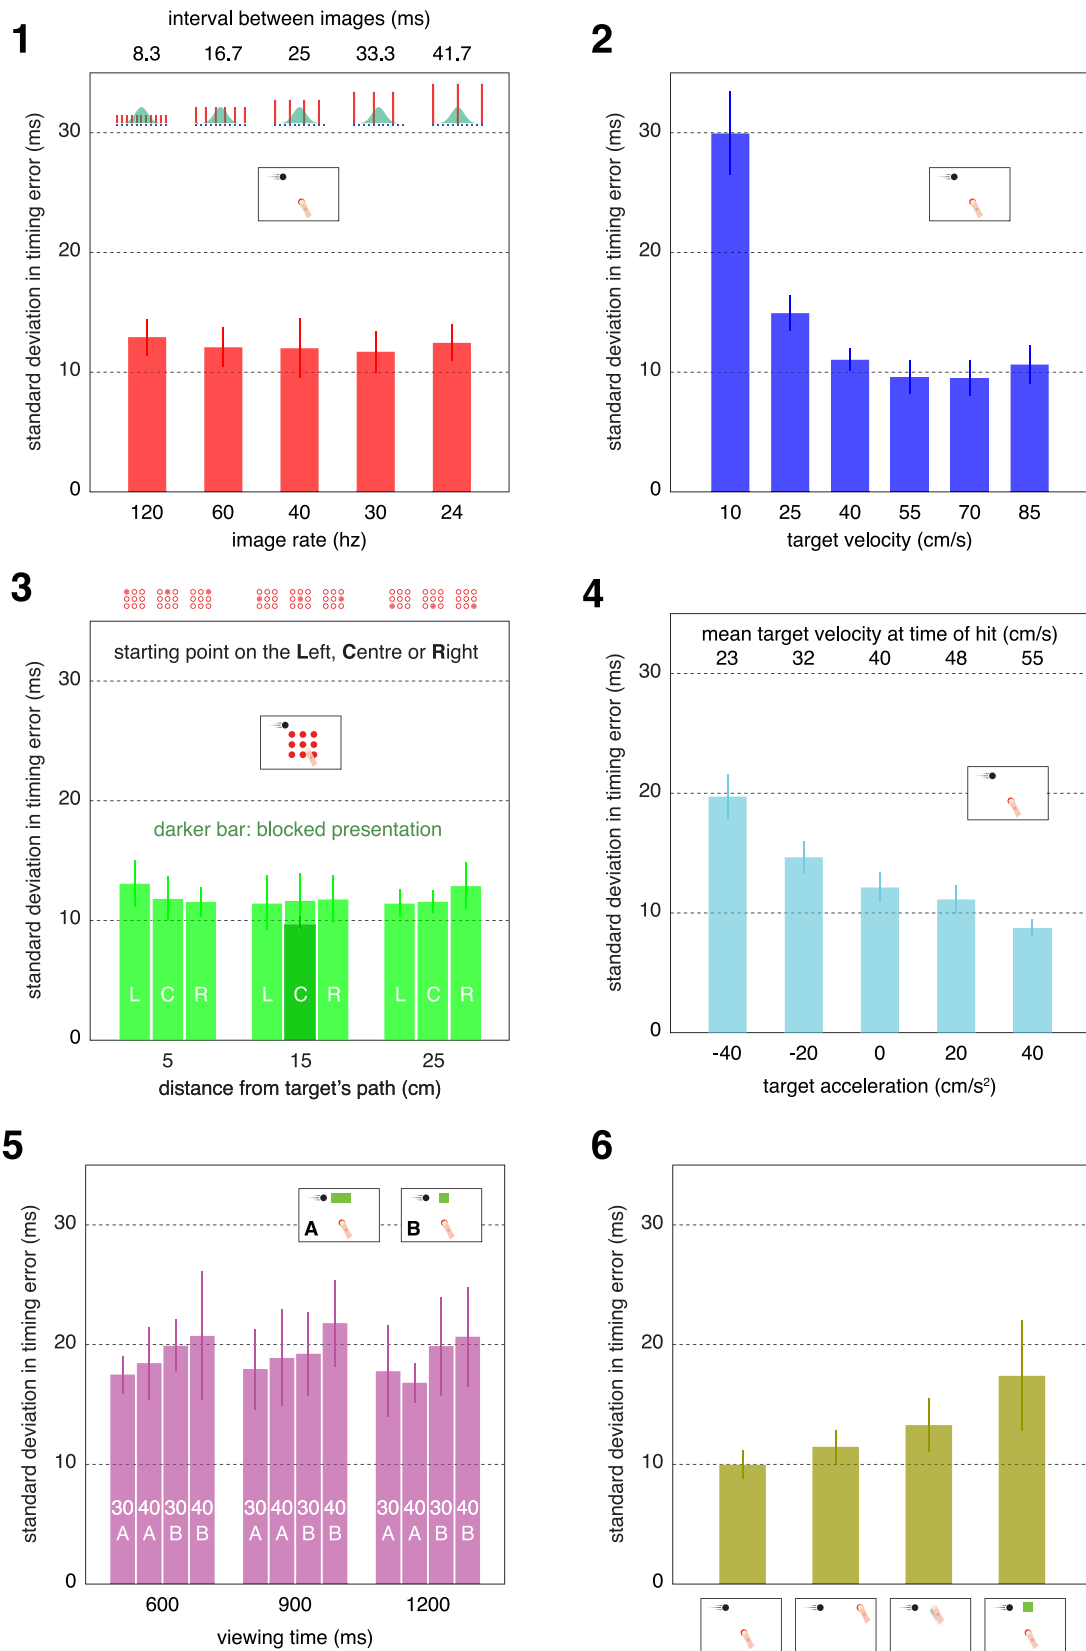 1
interval between images (ms)
8.3 16.7 25 33.3 41.7
standard deviation in timing error (ms)
30
20
10
0
120 60 40 30 24
image rate (hz)
2
standard deviation in timing error (ms)
30
20
10
0
10 25 40 55 70 85
target velocity (cm/s)
3
starting point on the Left, Centre or Right
standard deviation in timing error (ms)
30
20
10
0
darker bar: blocked presentation
L C R L C R L C R
5 15 25
distance from target's path (cm)
4
mean target velocity at time of hit (cm/s)
23 32 40 48 55
standard deviation in timing error (ms)
30
20
10
0
-40 -20 0 20 40
target acceleration (cm/s²)
5
A B
standard deviation in timing error (ms)
30
20
10
0
30 40 30 40 30 40 30 40 30 40 30 40
A A B B A A B B A A B B
600 900 1200
viewing time (ms)
6
standard deviation in timing error (ms)
30
20
10
0